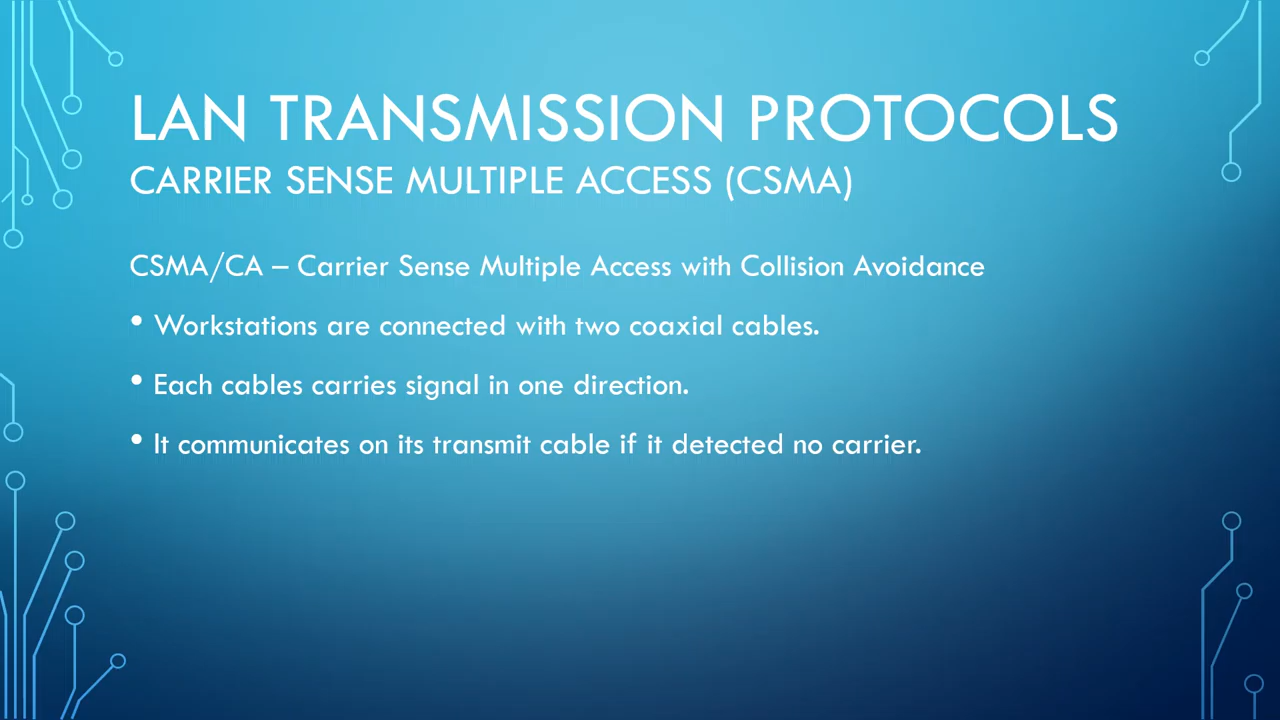 LAN TRANSMISSION PROTOCOLS
CARRIER SENSE MULTIPLE ACCESS (CSMA)
CSMA/CA – Carrier Sense Multiple Access with Collision Avoidance
• Workstations are connected with two coaxial cables.
• Each cables carries signal in one direction.
• It communicates on its transmit cable if it detected no carrier.